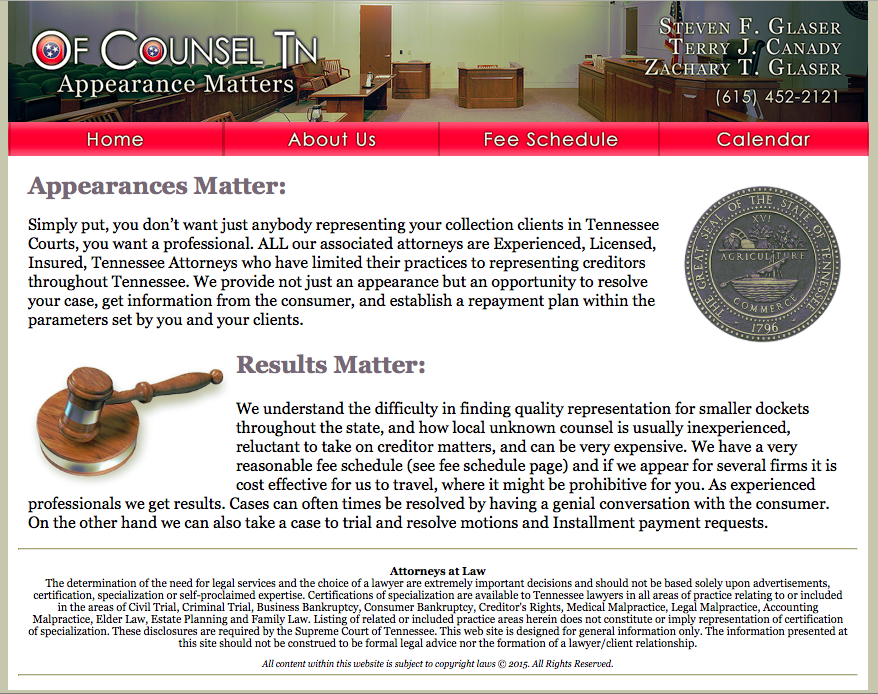 Of Counsel Tn
Appearance Matters
Steven F. Glaser
Terry J. Canady
Zachary T. Glaser
(615) 452-2121
Home About Us Fee Schedule Calendar
Appearances Matter:
Simply put, you don’t want just anybody representing your collection clients in Tennessee
Courts, you want a professional. ALL our associated attorneys are Experienced, Licensed,
Insured, Tennessee Attorneys who have limited their practices to representing creditors
throughout Tennessee. We provide not just an appearance but an opportunity to resolve
your case, get information from the consumer, and establish a repayment plan within the
parameters set by you and your clients.
THE GREAT SEAL OF THE STATE OF TENNESSEE
XVI
AGRICULTURE
COMMERCE
1796
Results Matter:
We understand the difficulty in finding quality representation for smaller dockets
throughout the state, and how local unknown counsel is usually inexperienced,
reluctant to take on creditor matters, and can be very expensive. We have a very
reasonable fee schedule (see fee schedule page) and if we appear for several firms it is
cost effective for us to travel, where it might be prohibitive for you. As experienced
professionals we get results. Cases can often times be resolved by having a genial conversation with the consumer.
On the other hand we can also take a case to trial and resolve motions and Installment payment requests.
Attorneys at Law
The determination of the need for legal services and the choice of a lawyer are extremely important decisions and should not be based solely upon advertisements,
certification, specialization or self-proclaimed expertise. Certifications of specialization are available to Tennessee lawyers in all areas of practice relating to or included
in the areas of Civil Trial, Criminal Trial, Business Bankruptcy, Consumer Bankruptcy, Creditor's Rights, Medical Malpractice, Legal Malpractice, Accounting
Malpractice, Elder Law, Estate Planning and Family Law. Listing of related or included practice areas herein does not constitute or imply representation of certification
of specialization. These disclosures are required by the Supreme Court of Tennessee. This web site is designed for general information only. The information presented at
this site should not be construed to be formal legal advice nor the formation of a lawyer/client relationship.
All content within this website is subject to copyright laws © 2015. All Rights Reserved.